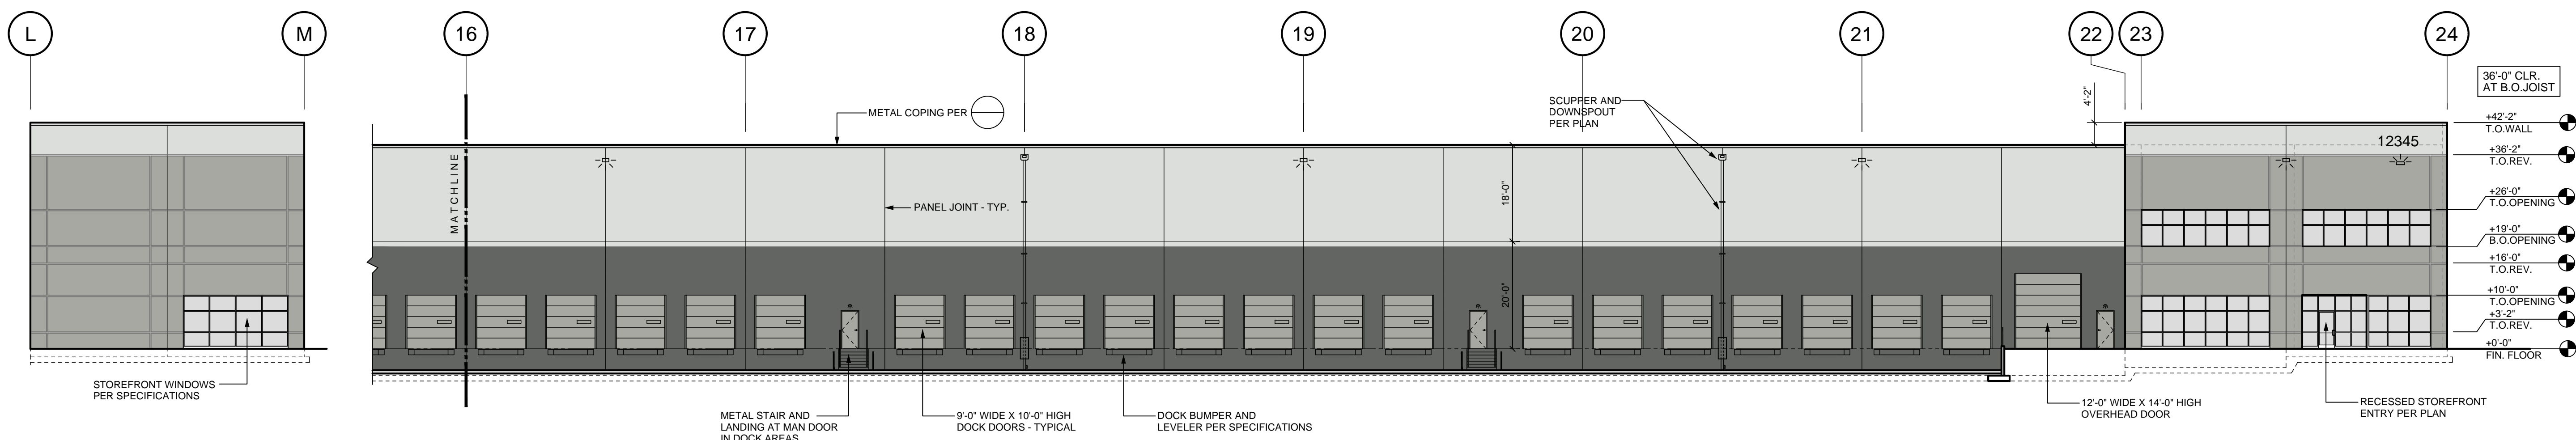 L
M
16
17
18
19
20
21
22
23
24
36'-0" CLR.
AT B.O.JOIST
4'-2"
METAL COPING PER
SCUPPER AND
DOWNSPOUT
PER PLAN
+42'-2"
T.O.WALL
12345
+36'-2"
T.O.REV.
MATCHLINE
PANEL JOINT - TYP.
18'-0"
+26'-0"
T.O.OPENING
+19'-0"
B.O.OPENING
+16'-0"
T.O.REV.
20'-0"
+10'-0"
T.O.OPENING
+3'-2"
T.O.REV.
+0'-0"
FIN. FLOOR
STOREFRONT WINDOWS
PER SPECIFICATIONS
METAL STAIR AND
LANDING AT MAN DOOR
IN DOCK AREAS
9'-0" WIDE X 10'-0" HIGH
DOCK DOORS - TYPICAL
DOCK BUMPER AND
LEVELER PER SPECIFICATIONS
12'-0" WIDE X 14'-0" HIGH
OVERHEAD DOOR
RECESSED STOREFRONT
ENTRY PER PLAN